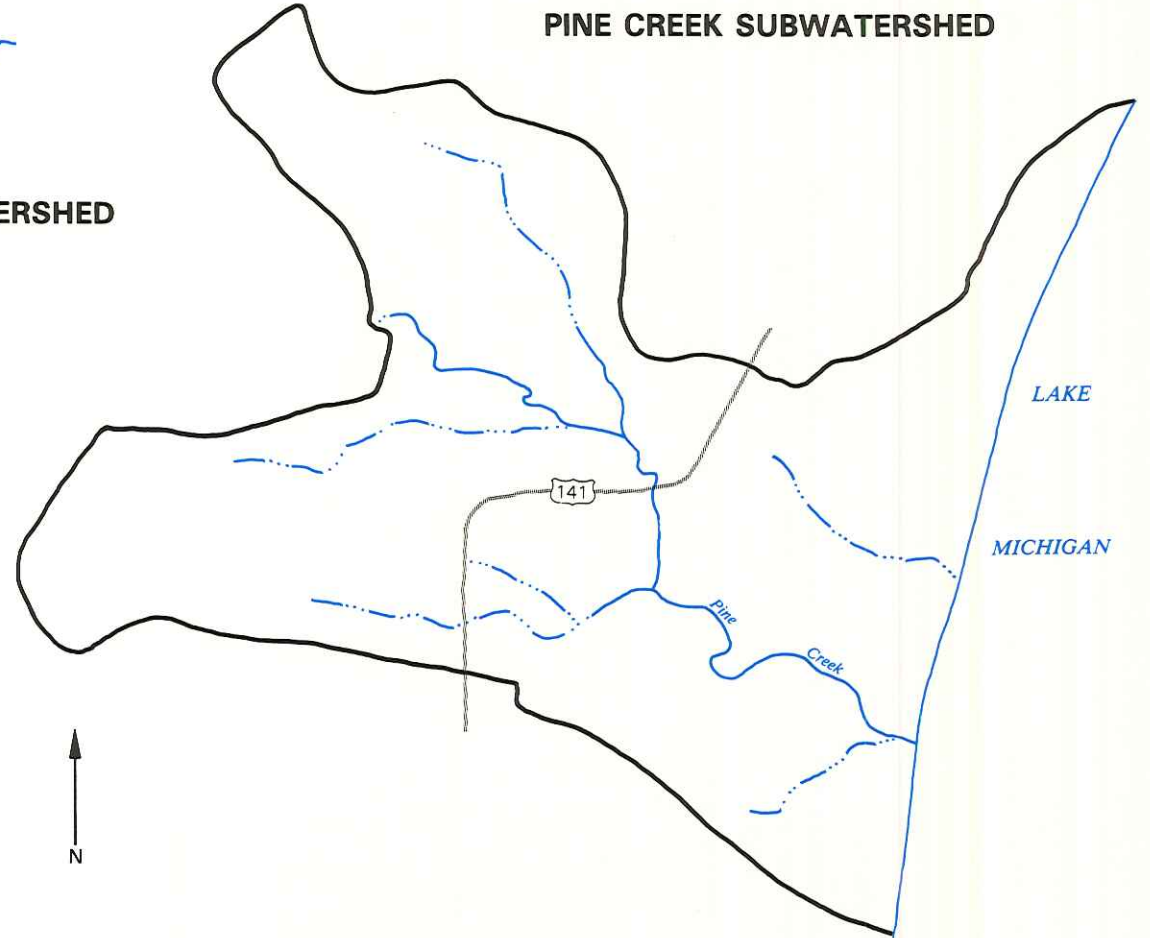 PINE CREEK SUBWATERSHED
ERSHED
LAKE
141
MICHIGAN
Pine
Creek
N